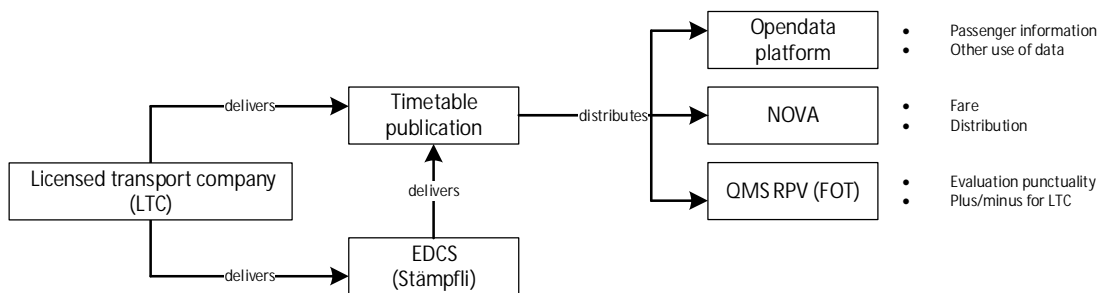 Opendata
platform
• Passenger information
• Other use of data
delivers
Timetable
publication
distributes
NOVA
• Fare
• Distribution
Licensed transport company
(LTC)
delivers
QMS RPV (FOT)
• Evaluation punctuality
• Plus/minus for LTC
delivers
EDCS
(Stämpfli)